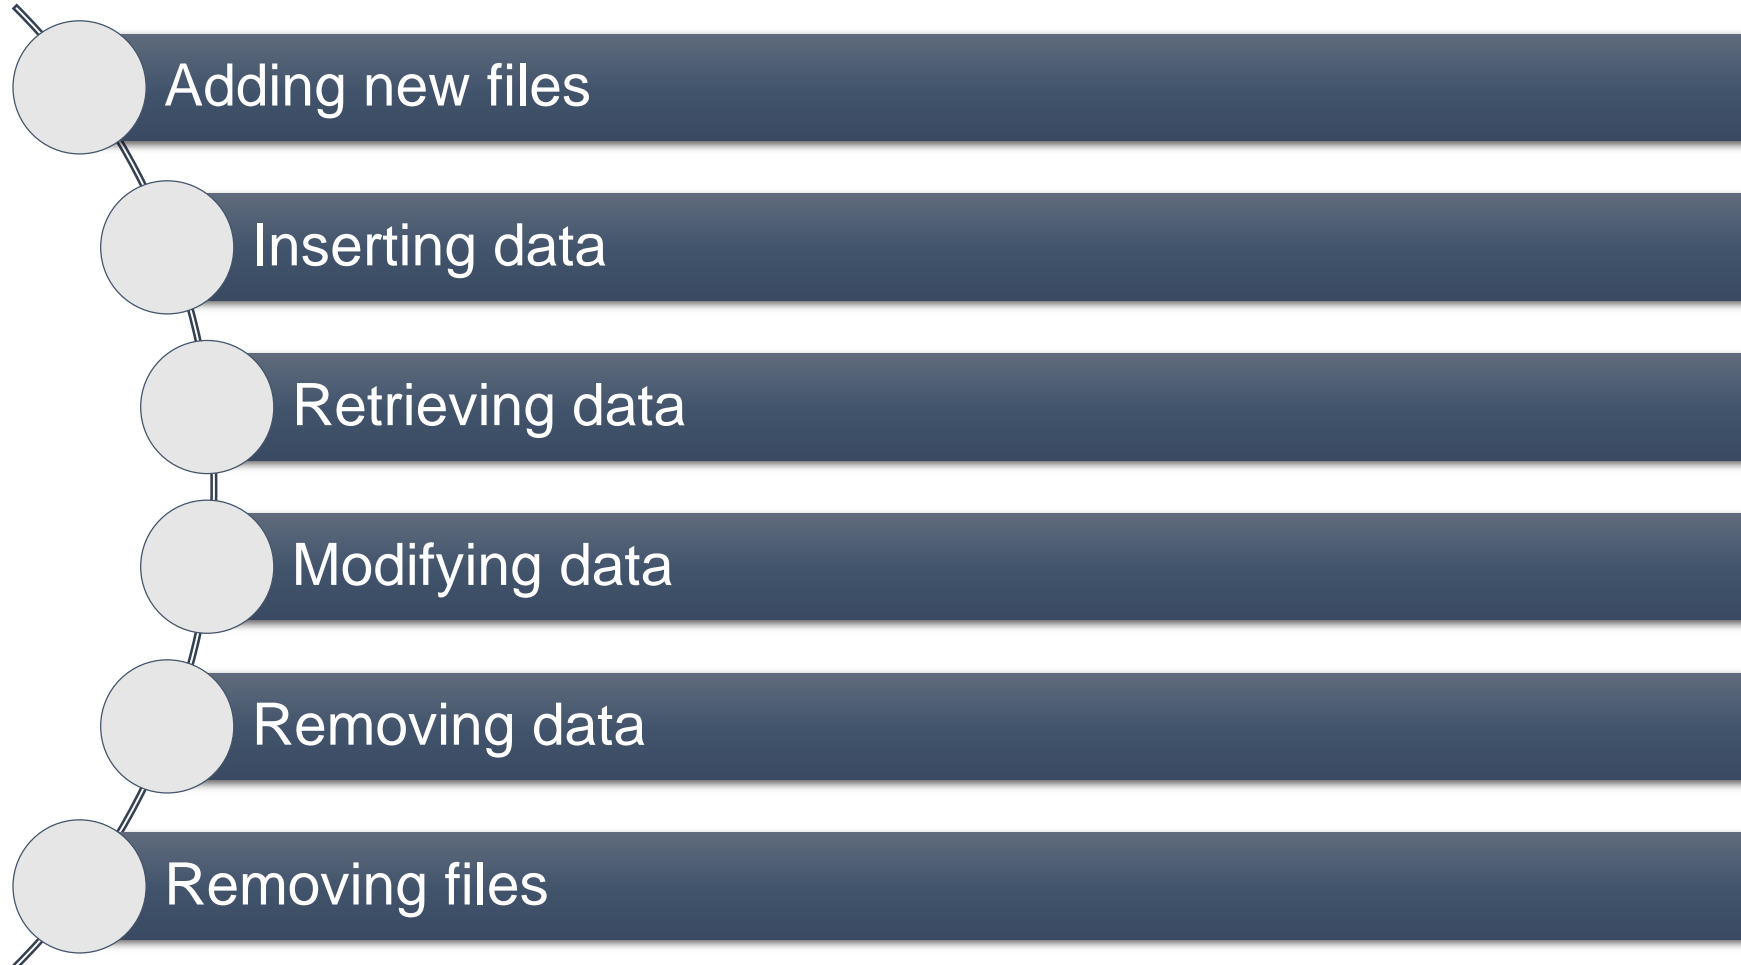 Adding new files
Inserting data
Retrieving data
Modifying data
Removing data
Removing files